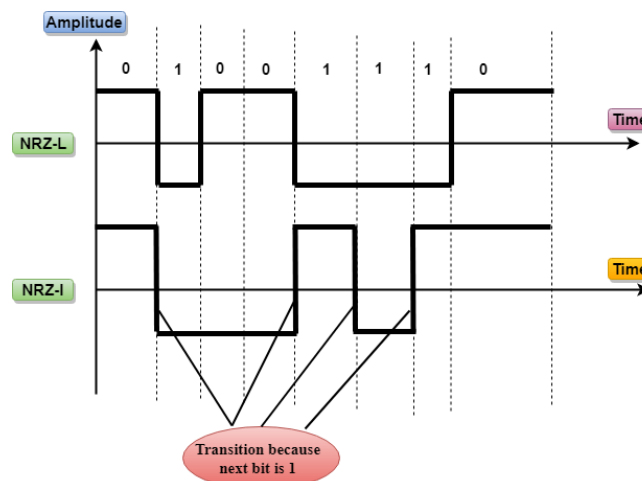 Amplitude
0 1 0 0 1 1 1 0
Time
NRZ-L
Time
NRZ-I
Transition because
next bit is 1